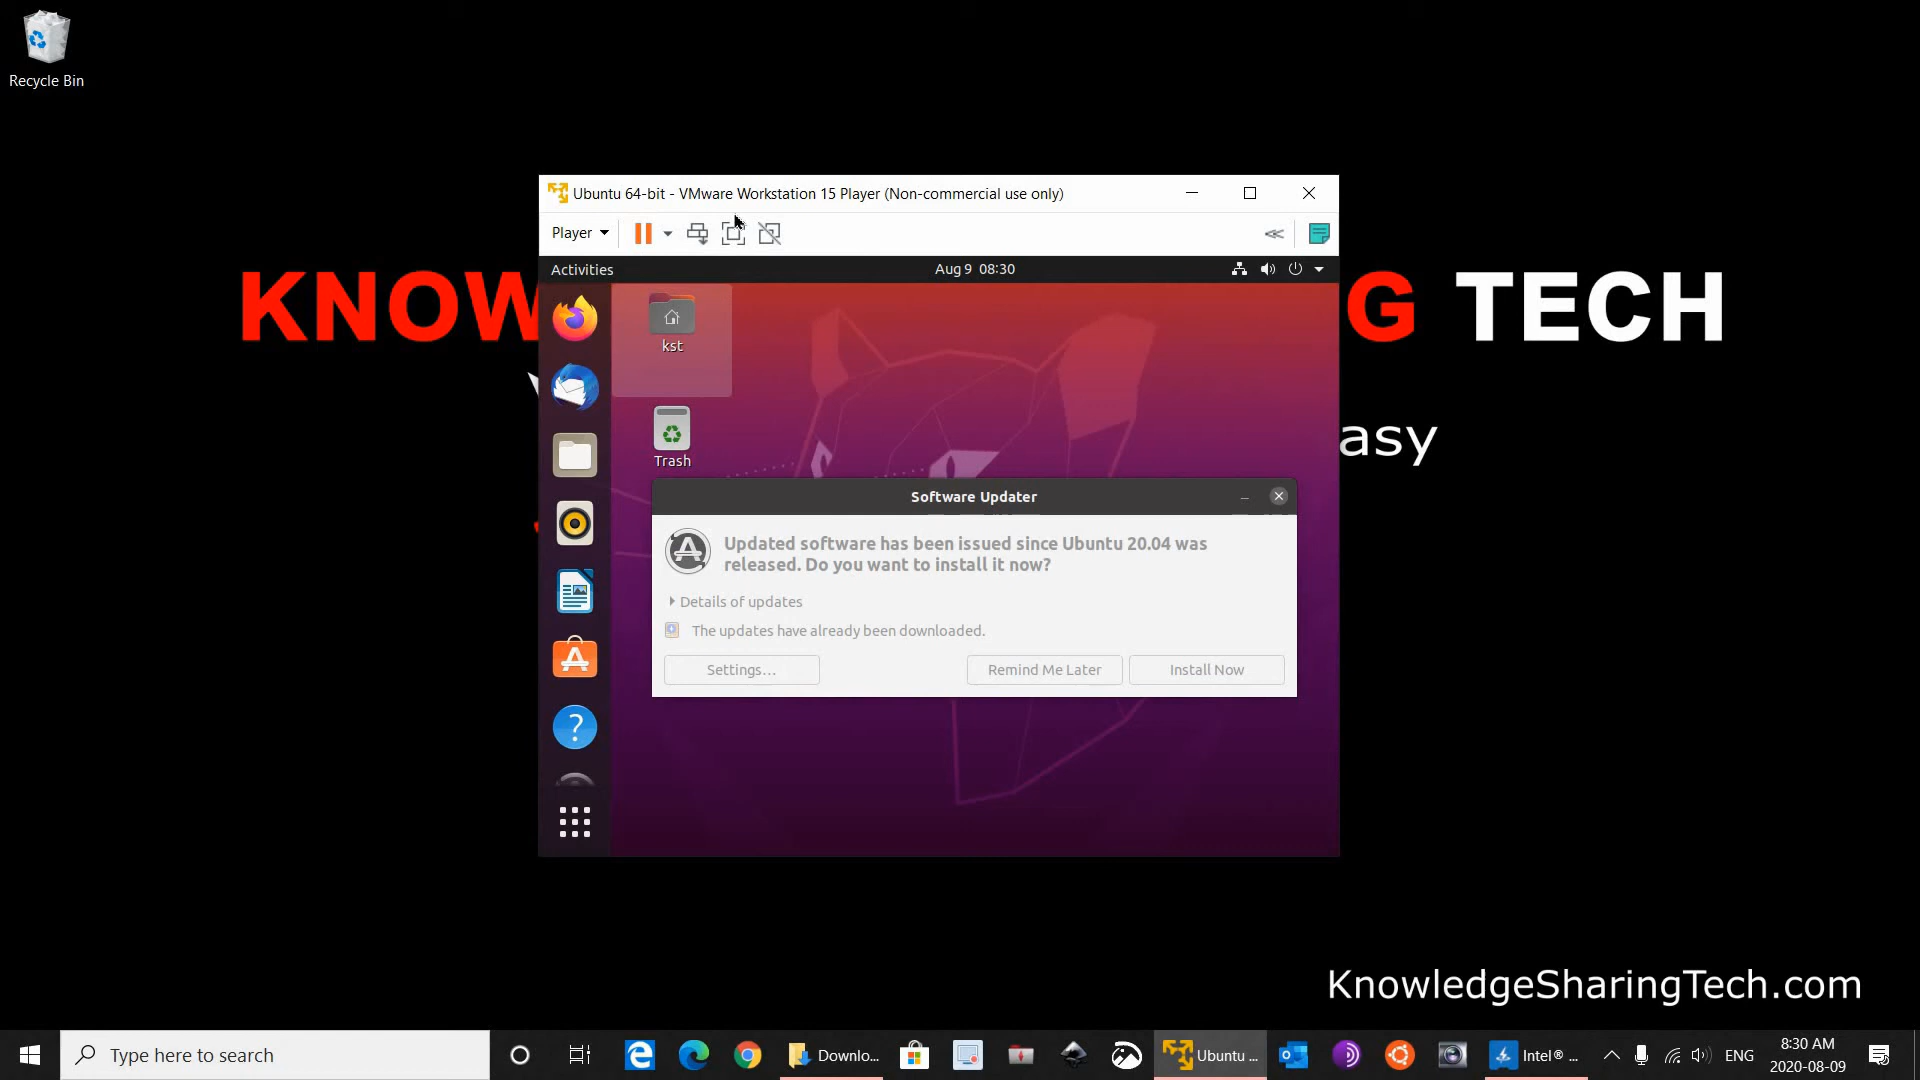 Recycle Bin
Ubuntu 64-bit - VMware Workstation 15 Player (Non-commercial use only)
Player
Activities
Aug 9 08:30
KNOW
G TECH
kst
Trash
asy
Software Updater
Updated software has been issued since Ubuntu 20.04 was
released. Do you want to install it now?
Details of updates
The updates have already been downloaded.
Settings...
Remind Me Later
Install Now
KnowledgeSharingTech.com
Type here to search
Downlo...
Ubuntu ...
Intel® ...
ENG
8:30 AM
2020-08-09